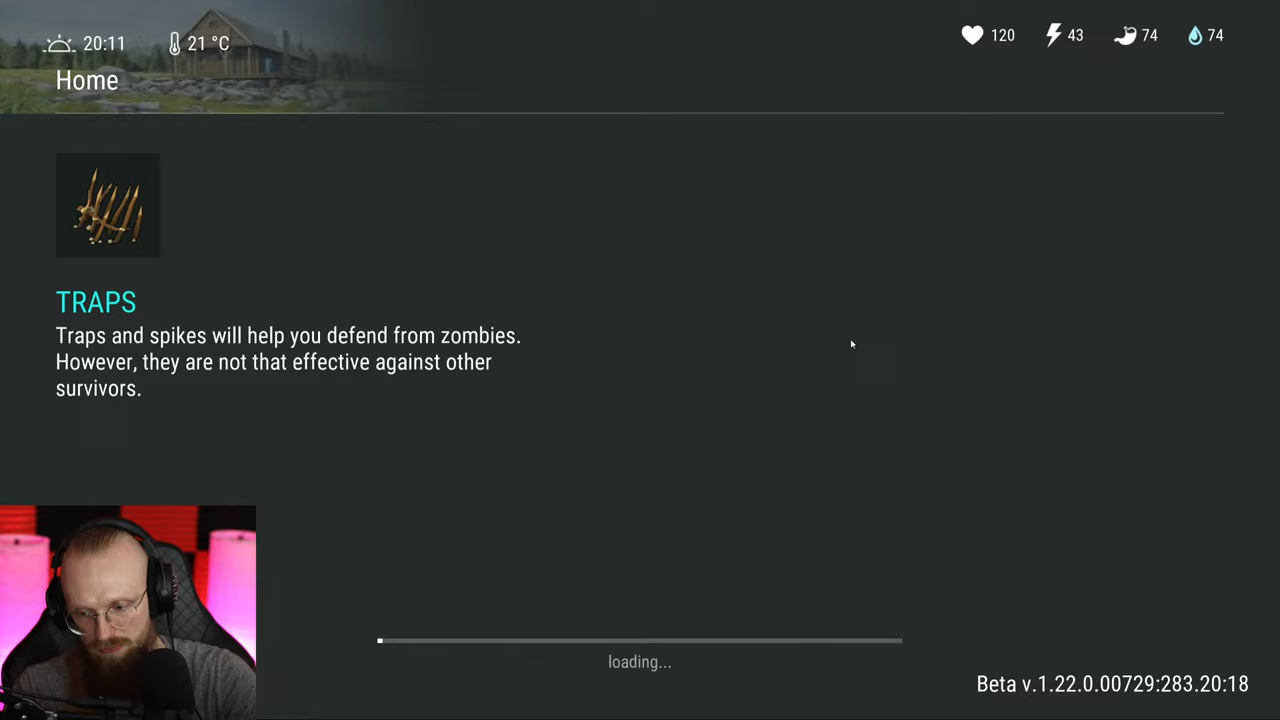 20:11 21 °C 120 43 74 74
Home
TRAPS
Traps and spikes will help you defend from zombies.
However, they are not that effective against other
survivors.
loading...
Beta v.1.22.0.00729:283.20:18